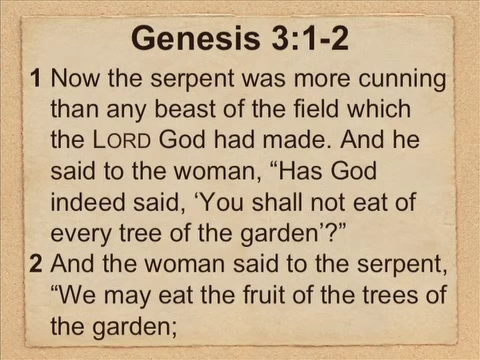 Genesis 3:1-2
1 Now the serpent was more cunning
than any beast of the field which
the LORD God had made. And he
said to the woman, “Has God
indeed said, ‘You shall not eat of
every tree of the garden’?”
2 And the woman said to the serpent,
“We may eat the fruit of the trees of
the garden;